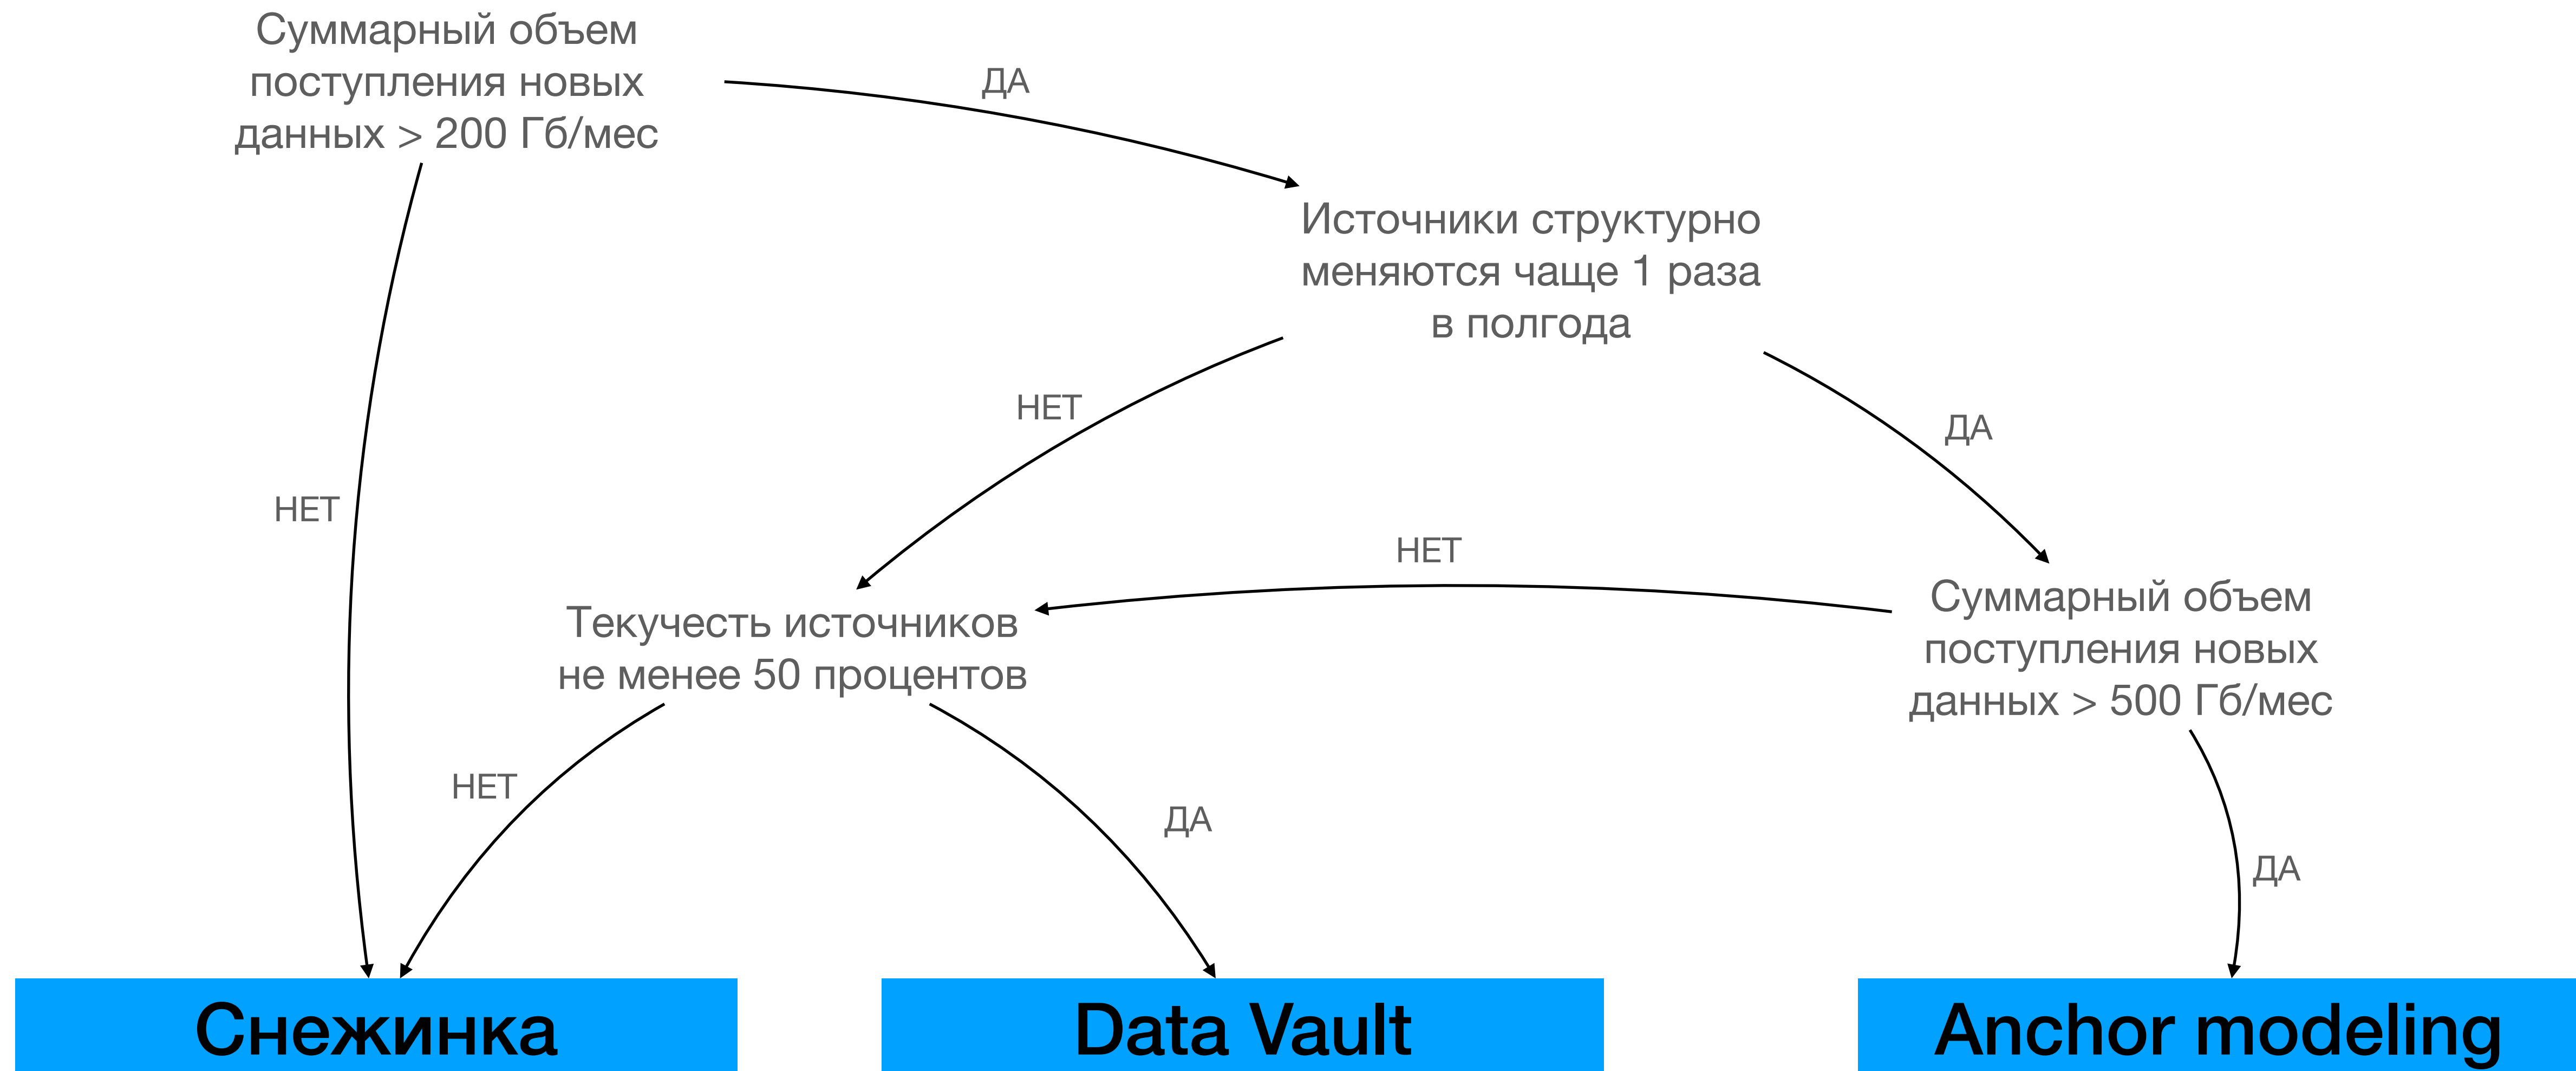 Суммарный объем
поступления новых
данных > 200 Гб/мес
ДА
Источники структурно
меняются чаще 1 раза
в полгода
НЕТ
ДА
НЕТ
НЕТ
Текучесть источников
не менее 50 процентов
Суммарный объем
поступления новых
данных > 500 Гб/мес
НЕТ
ДА
ДА
Снежинка
Data Vault
Anchor modeling